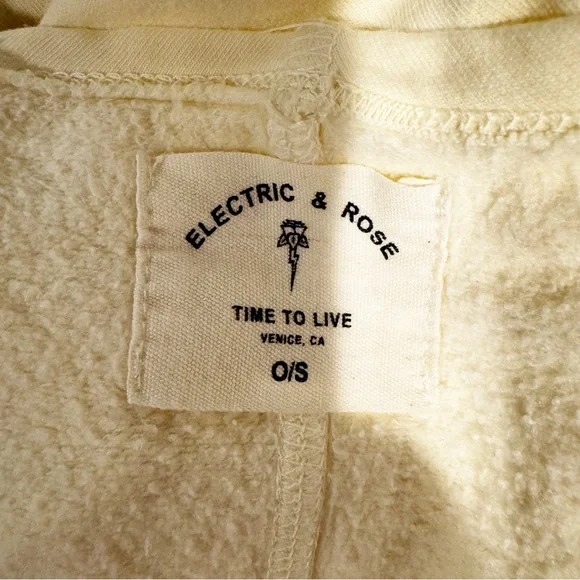 ELECTRIC & ROSE
TIME TO LIVE
VENICE, CA
O/S